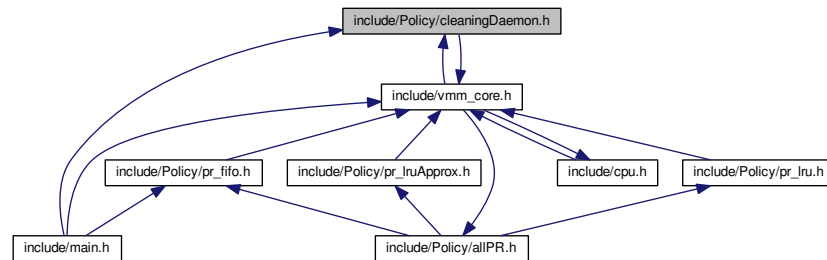 include/Policy/cleaningDaemon.h
include/vmm_core.h
include/Policy/pr_fifo.h
include/Policy/pr_lruApprox.h
include/cpu.h
include/Policy/pr_lru.h
include/main.h
include/Policy/allPR.h